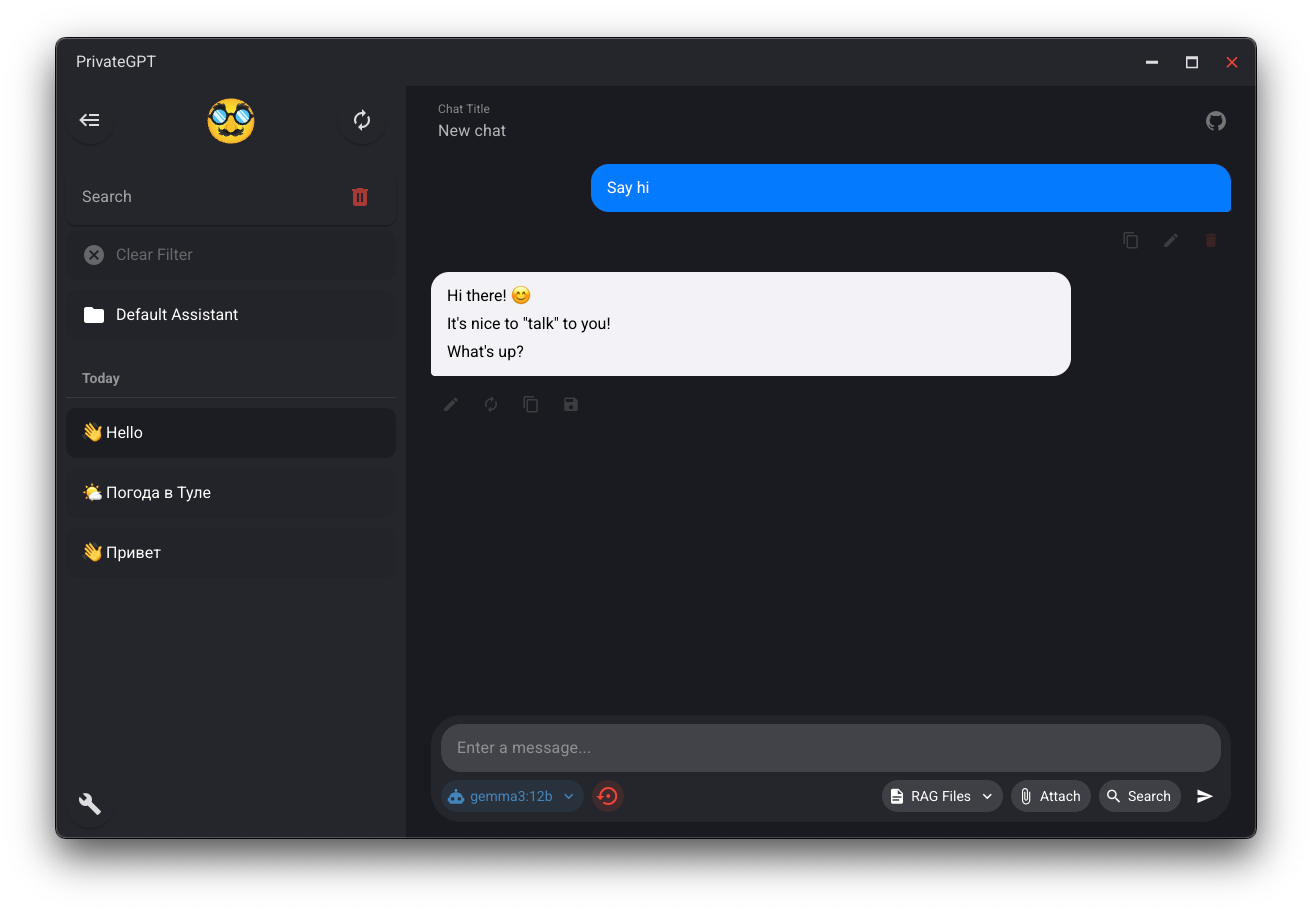 PrivateGPT
Search
Clear Filter
Default Assistant
Today
👋 Hello
🌤️ Погода в Туле
👋 Привет
Chat Title
New chat
Say hi
Hi there! 😊
It's nice to "talk" to you!
What's up?
Enter a message...
gemma3:12b
RAG Files
Attach
Search